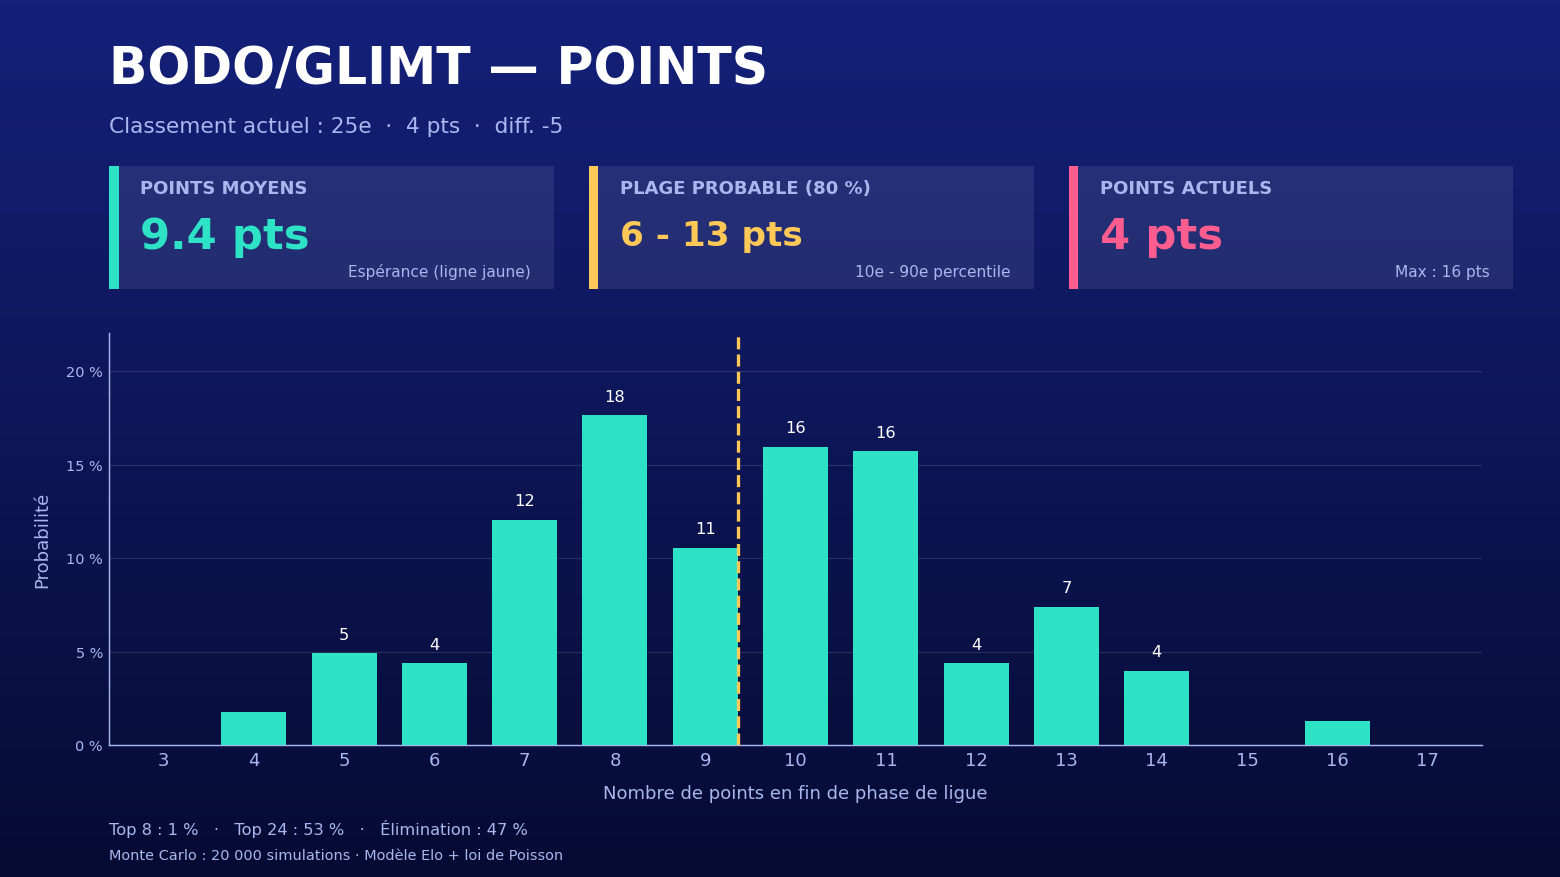 BODO/GLIMT — POINTS
Classement actuel : 25e · 4 pts · diff. -5
POINTS MOYENS
9.4 pts
Espérance (ligne jaune)
PLAGE PROBABLE (80 %)
6 - 13 pts
10e - 90e percentile
POINTS ACTUELS
4 pts
Max : 16 pts
Probabilité
20 %
15 %
10 %
5 %
0 %
5
4
12
18
11
16
16
4
7
4
3 4 5 6 7 8 9 10 11 12 13 14 15 16 17
Nombre de points en fin de phase de ligue
Top 8 : 1 % · Top 24 : 53 % · Élimination : 47 %
Monte Carlo : 20 000 simulations · Modèle Elo + loi de Poisson